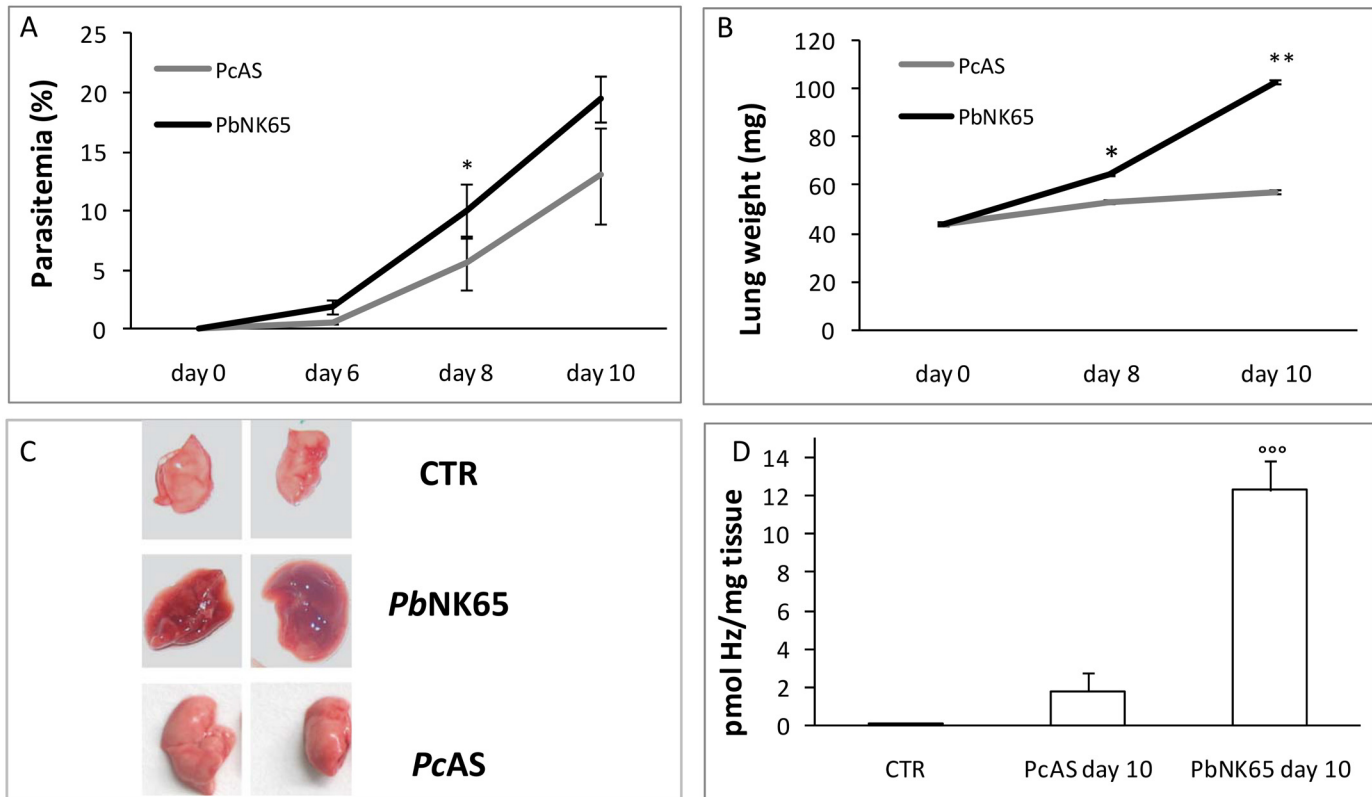 A
Parasitemia (%)
25
20
15
10
5
0
PcAS
PbNK65
*
day 0 day 6 day 8 day 10
B
Lung weight (mg)
120
100
80
60
40
20
0
PcAS
PbNK65
*
**
day 0 day 8 day 10
C
CTR
PbNK65
PcAS
D
pmol Hz/mg tissue
14
12
10
8
6
4
2
0
°°°
CTR PcAS day 10 PbNK65 day 10